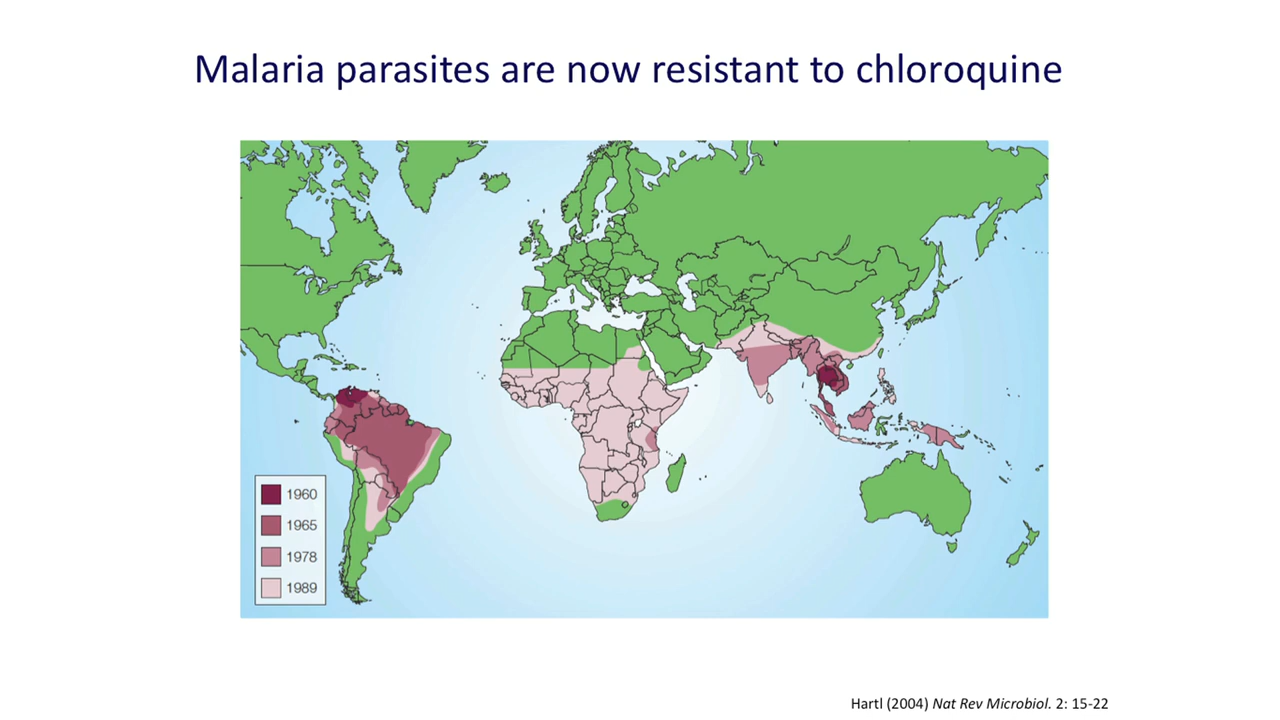 Malaria parasites are now resistant to chloroquine
1960
1965
1978
1989
Hartl (2004) Nat Rev Microbiol. 2: 15-22